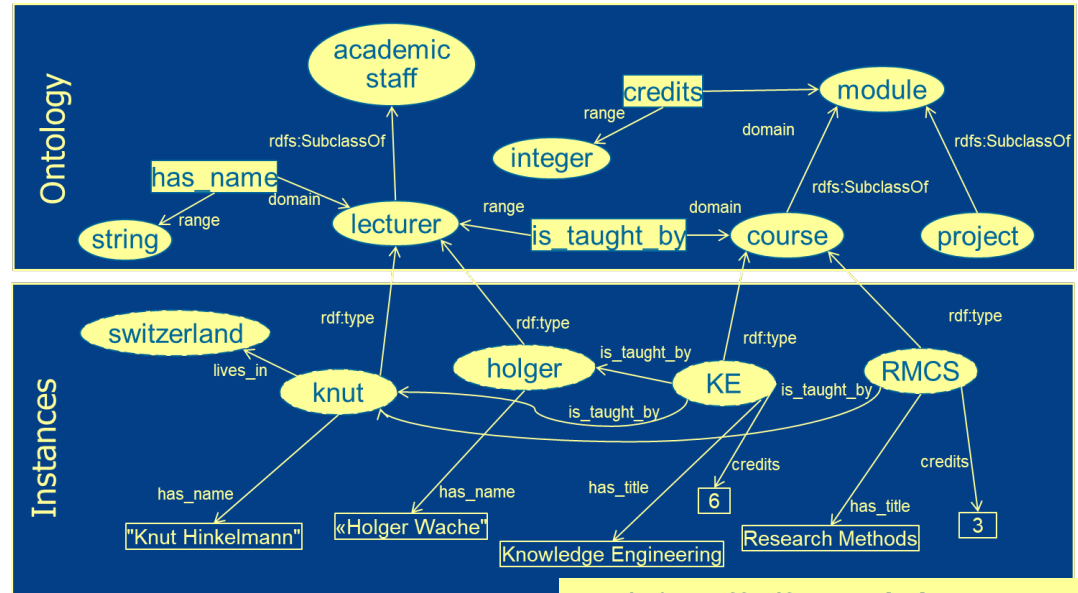 Ontology
academic
staff
credits
module
range
domain
rdfs:SubclassOf
rdfs:SubclassOf
integer
has_name
rdfs:SubclassOf
domain
range
string
lecturer
range
is_taught_by
domain
course
project
Instances
switzerland
rdf:type
rdf:type
rdf:type
rdf:type
lives_in
knut
holger
is_taught_by
is_taught_by
KE
is_taught_by
RMCS
has_name
has_name
has_title
credits
has_title
credits
"Knut Hinkelmann"
«Holger Wache"
Knowledge Engineering
6
Research Methods
3